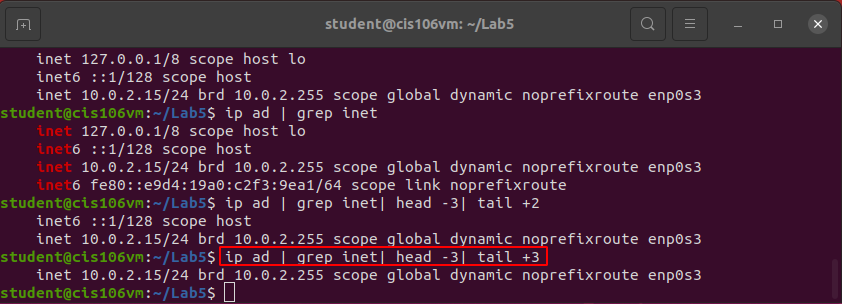 student@cis106vm: ~/Lab5
inet 127.0.0.1/8 scope host lo
inet6 ::1/128 scope host
inet 10.0.2.15/24 brd 10.0.2.255 scope global dynamic noprefixroute enp0s3
student@cis106vm:~/Lab5$ ip ad | grep inet
inet 127.0.0.1/8 scope host lo
inet6 ::1/128 scope host
inet 10.0.2.15/24 brd 10.0.2.255 scope global dynamic noprefixroute enp0s3
inet6 fe80::e9d4:19a0:c2f3:9ea1/64 scope link noprefixroute
student@cis106vm:~/Lab5$ ip ad | grep inet| head -3| tail +2
inet6 ::1/128 scope host
inet 10.0.2.15/24 brd 10.0.2.255 scope global dynamic noprefixroute enp0s3
student@cis106vm:~/Lab5$ ip ad | grep inet| head -3| tail +3
inet 10.0.2.15/24 brd 10.0.2.255 scope global dynamic noprefixroute enp0s3
student@cis106vm:~/Lab5$